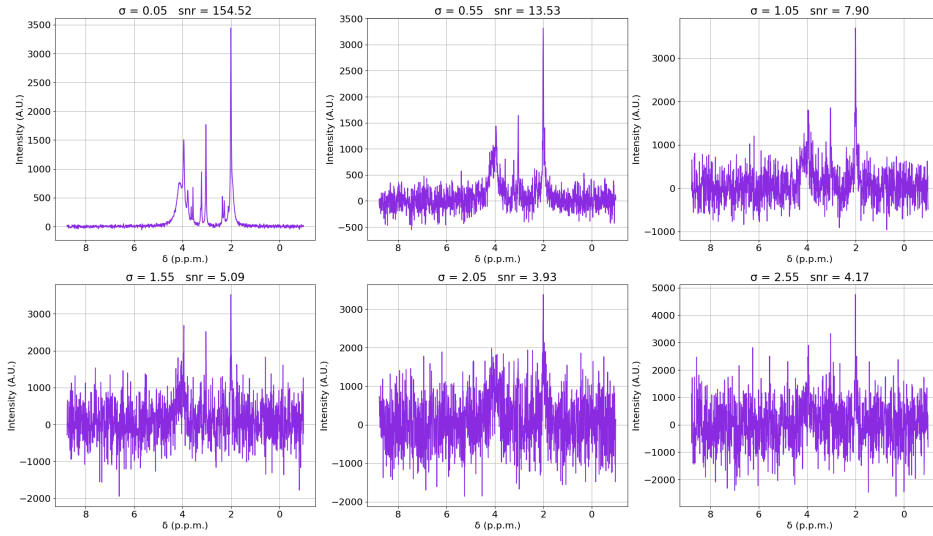 σ = 0.05   snr = 154.52
3500
3000
2500
2000
1500
1000
500
0
Intensity (A.U.)
8 6 4 2 0
δ (p.p.m.)
σ = 0.55   snr = 13.53
3500
3000
2500
2000
1500
1000
500
0
−500
Intensity (A.U.)
8 6 4 2 0
δ (p.p.m.)
σ = 1.05   snr = 7.90
3000
2000
1000
0
−1000
Intensity (A.U.)
8 6 4 2 0
δ (p.p.m.)
σ = 1.55   snr = 5.09
3000
2000
1000
0
−1000
−2000
Intensity (A.U.)
8 6 4 2 0
δ (p.p.m.)
σ = 2.05   snr = 3.93
3000
2000
1000
0
−1000
−2000
Intensity (A.U.)
8 6 4 2 0
δ (p.p.m.)
σ = 2.55   snr = 4.17
5000
4000
3000
2000
1000
0
−1000
−2000
Intensity (A.U.)
8 6 4 2 0
δ (p.p.m.)